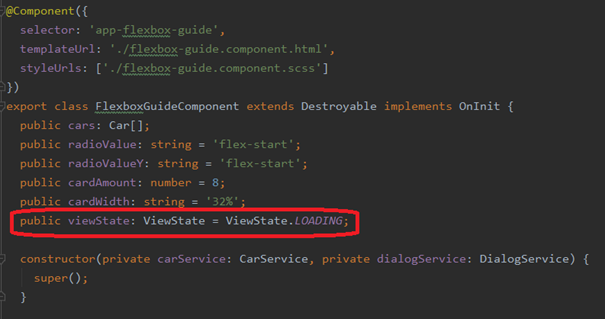 @Component({
selector: 'app-flexbox-guide',
templateUrl: './flexbox-guide.component.html',
styleUrls: ['./flexbox-guide.component.scss']
})
export class FlexboxGuideComponent extends Destroyable implements OnInit {
public cars: Car[];
public radioValue: string = 'flex-start';
public radioValueY: string = 'flex-start';
public cardAmount: number = 8;
public cardWidth: string = '32%';
public viewState: ViewState = ViewState.LOADING;
constructor(private carService: CarService, private dialogService: DialogService) {
super();
}